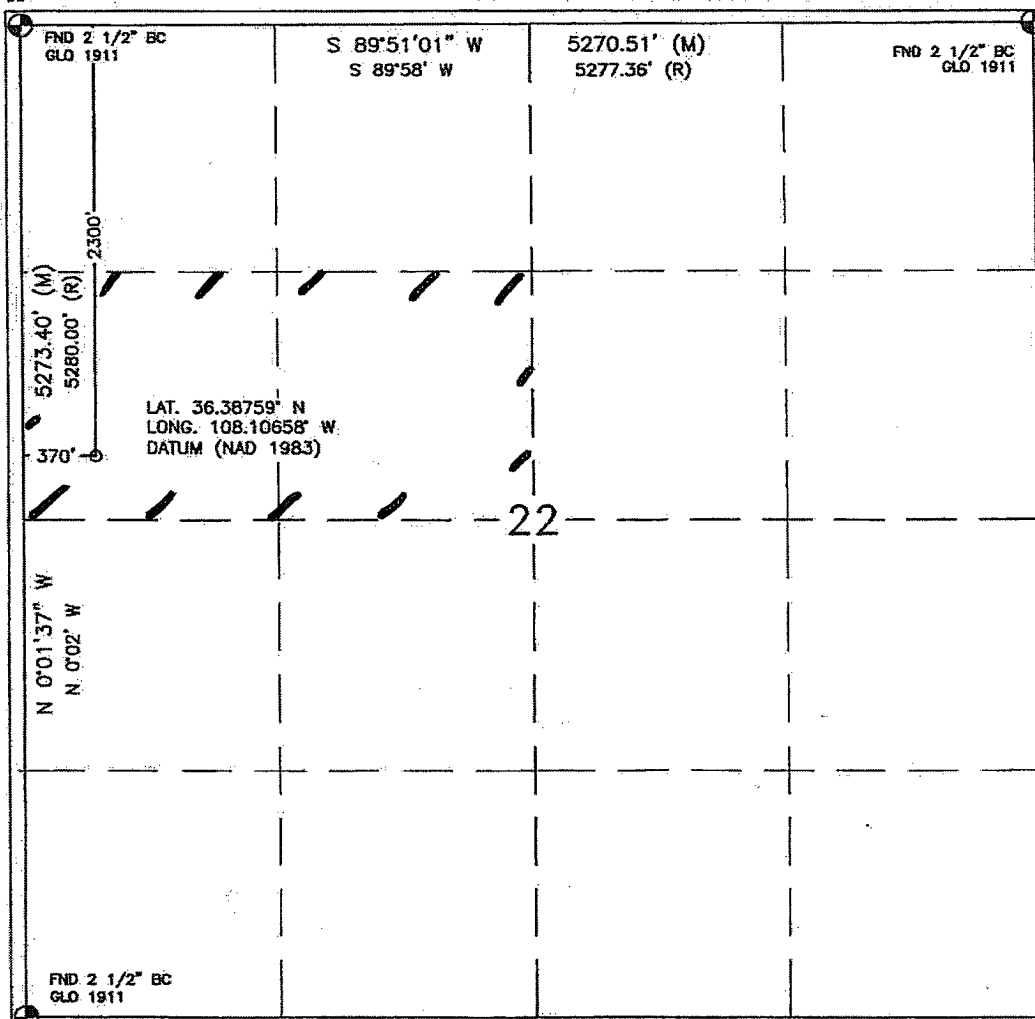 FND 2 1/2" BC
GLO 1911
S 89°51'01" W 5270.51' (M)
S 89°58' W 5277.36' (R)
FND 2 1/2" BC
GLO 1911
2300'
5273.40' (M)
5280.00' (R)
LAT. 36.38759° N
LONG. 108.10658° W
DATUM (NAD 1983)
370'
22
N 0°01'37" W
N 0°02' W
FND 2 1/2" BC
GLO 1911